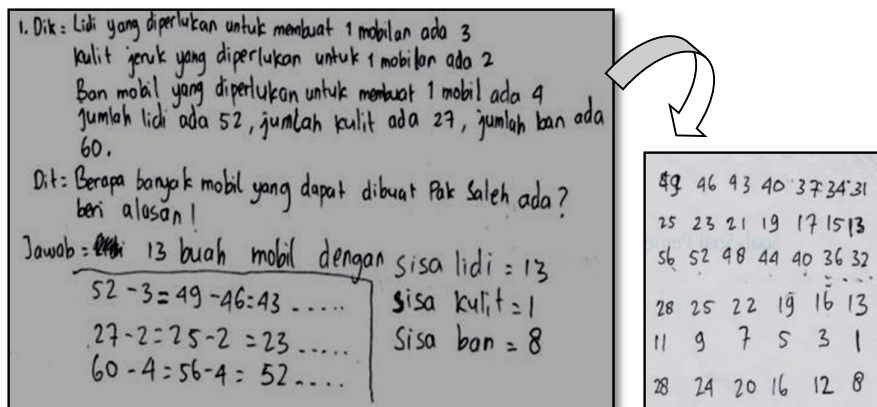 1. Dik = Lidi yang diperlukan untuk membuat 1 mobilan ada 3
Kulit jeruk yang diperlukan untuk 1 mobilan ada 2
Ban mobil yang diperlukan untuk membuat 1 mobil ada 4
Jumlah lidi ada 52, jumlah kulit ada 27, jumlah ban ada
60.
Dit = Berapa banyak mobil yang dapat dibuat Pak Saleh ada?
beri alasan!
Jawab = 13 buah mobil dengan
sisa lidi = 13
52 - 3 = 49 - 46 = 43 .....
sisa kulit = 1
27 - 2 = 25 - 2 = 23 .....
sisa ban = 8
60 - 4 = 56 - 4 = 52 ....
49 46 43 40 37 34 31
25 23 21 19 17 15 13
56 52 48 44 40 36 32
28 25 22 19 16 13
11 9 7 5 3 1
28 24 20 16 12 8